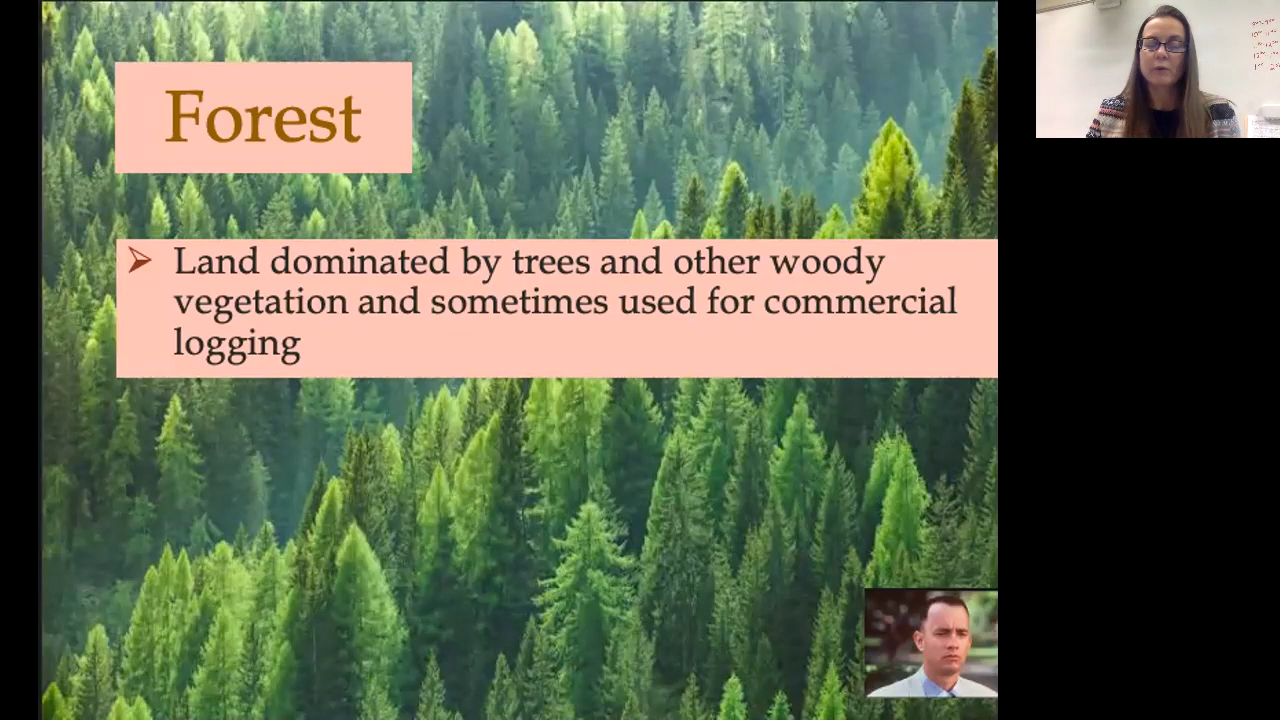 Forest
Land dominated by trees and other woody
vegetation and sometimes used for commercial
logging